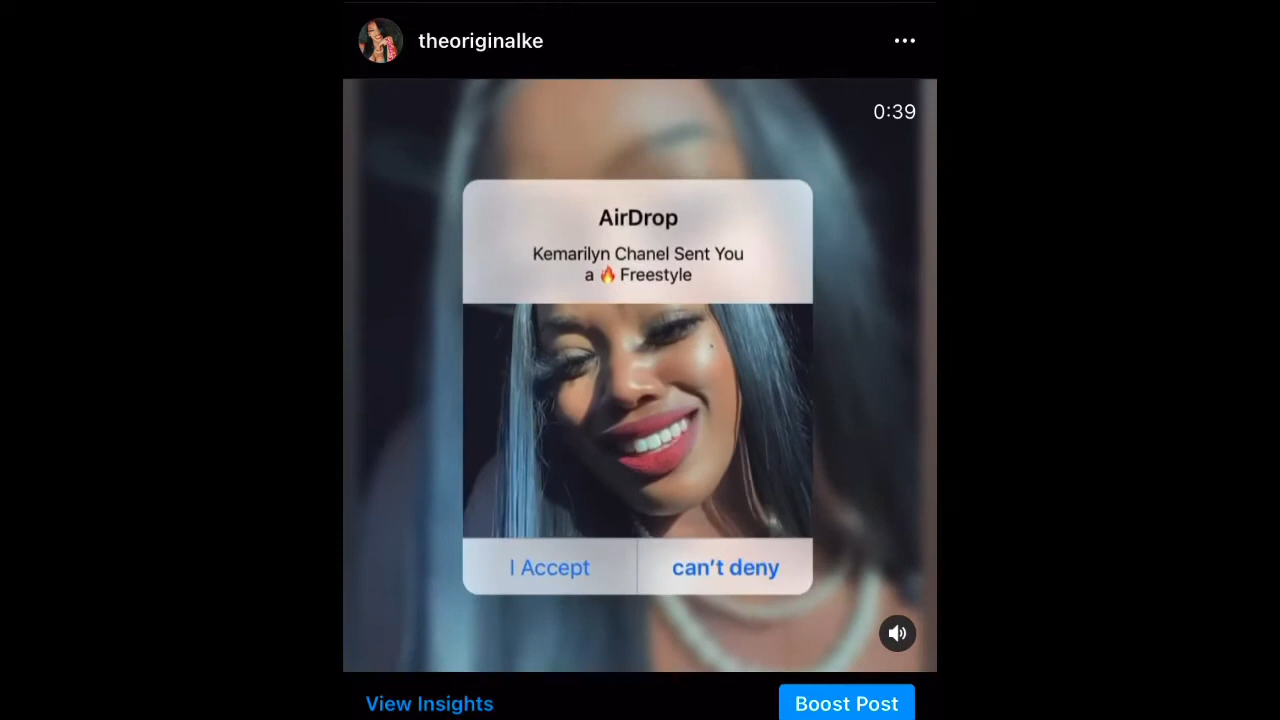 theoriginalke
0:39
AirDrop
Kemarilyn Chanel Sent You
a 🔥 Freestyle
I Accept
can't deny
View Insights
Boost Post